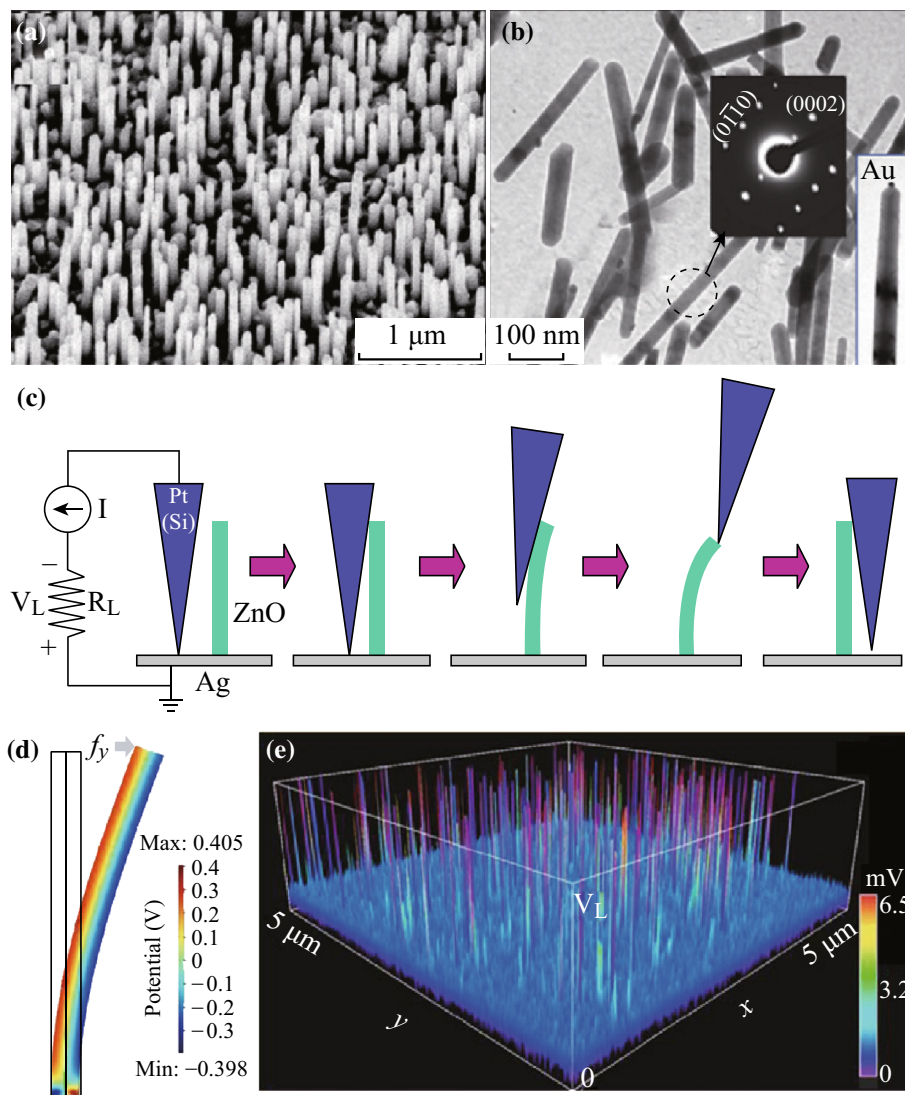 (a)
1 μm
(b)
(01̄10)
(0002)
Au
100 nm
(c)
I
−
V_L
R_L
+
Pt
(Si)
ZnO
Ag
(d)
f_y
Max: 0.405
0.4
0.3
0.2
0.1
0
−0.1
−0.2
−0.3
Potential (V)
Min: −0.398
(e)
V_L
5 μm
y
0
x
5 μm
mV
6.5
3.2
0